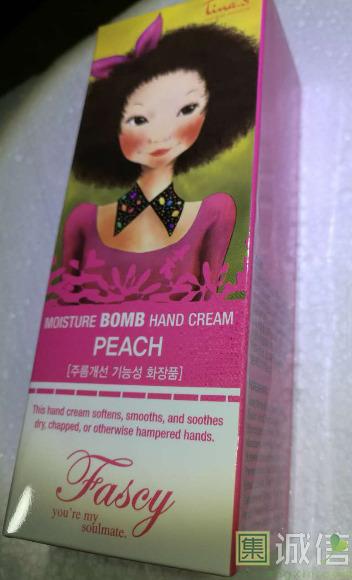 Tina.S
MOISTURE BOMB HAND CREAM
PEACH
[주름개선 기능성 화장품]
This hand cream softens, smooths, and soothes
dry, chapped, or otherwise hampered hands.
Fascy
you're my
soulmate.
集 诚信